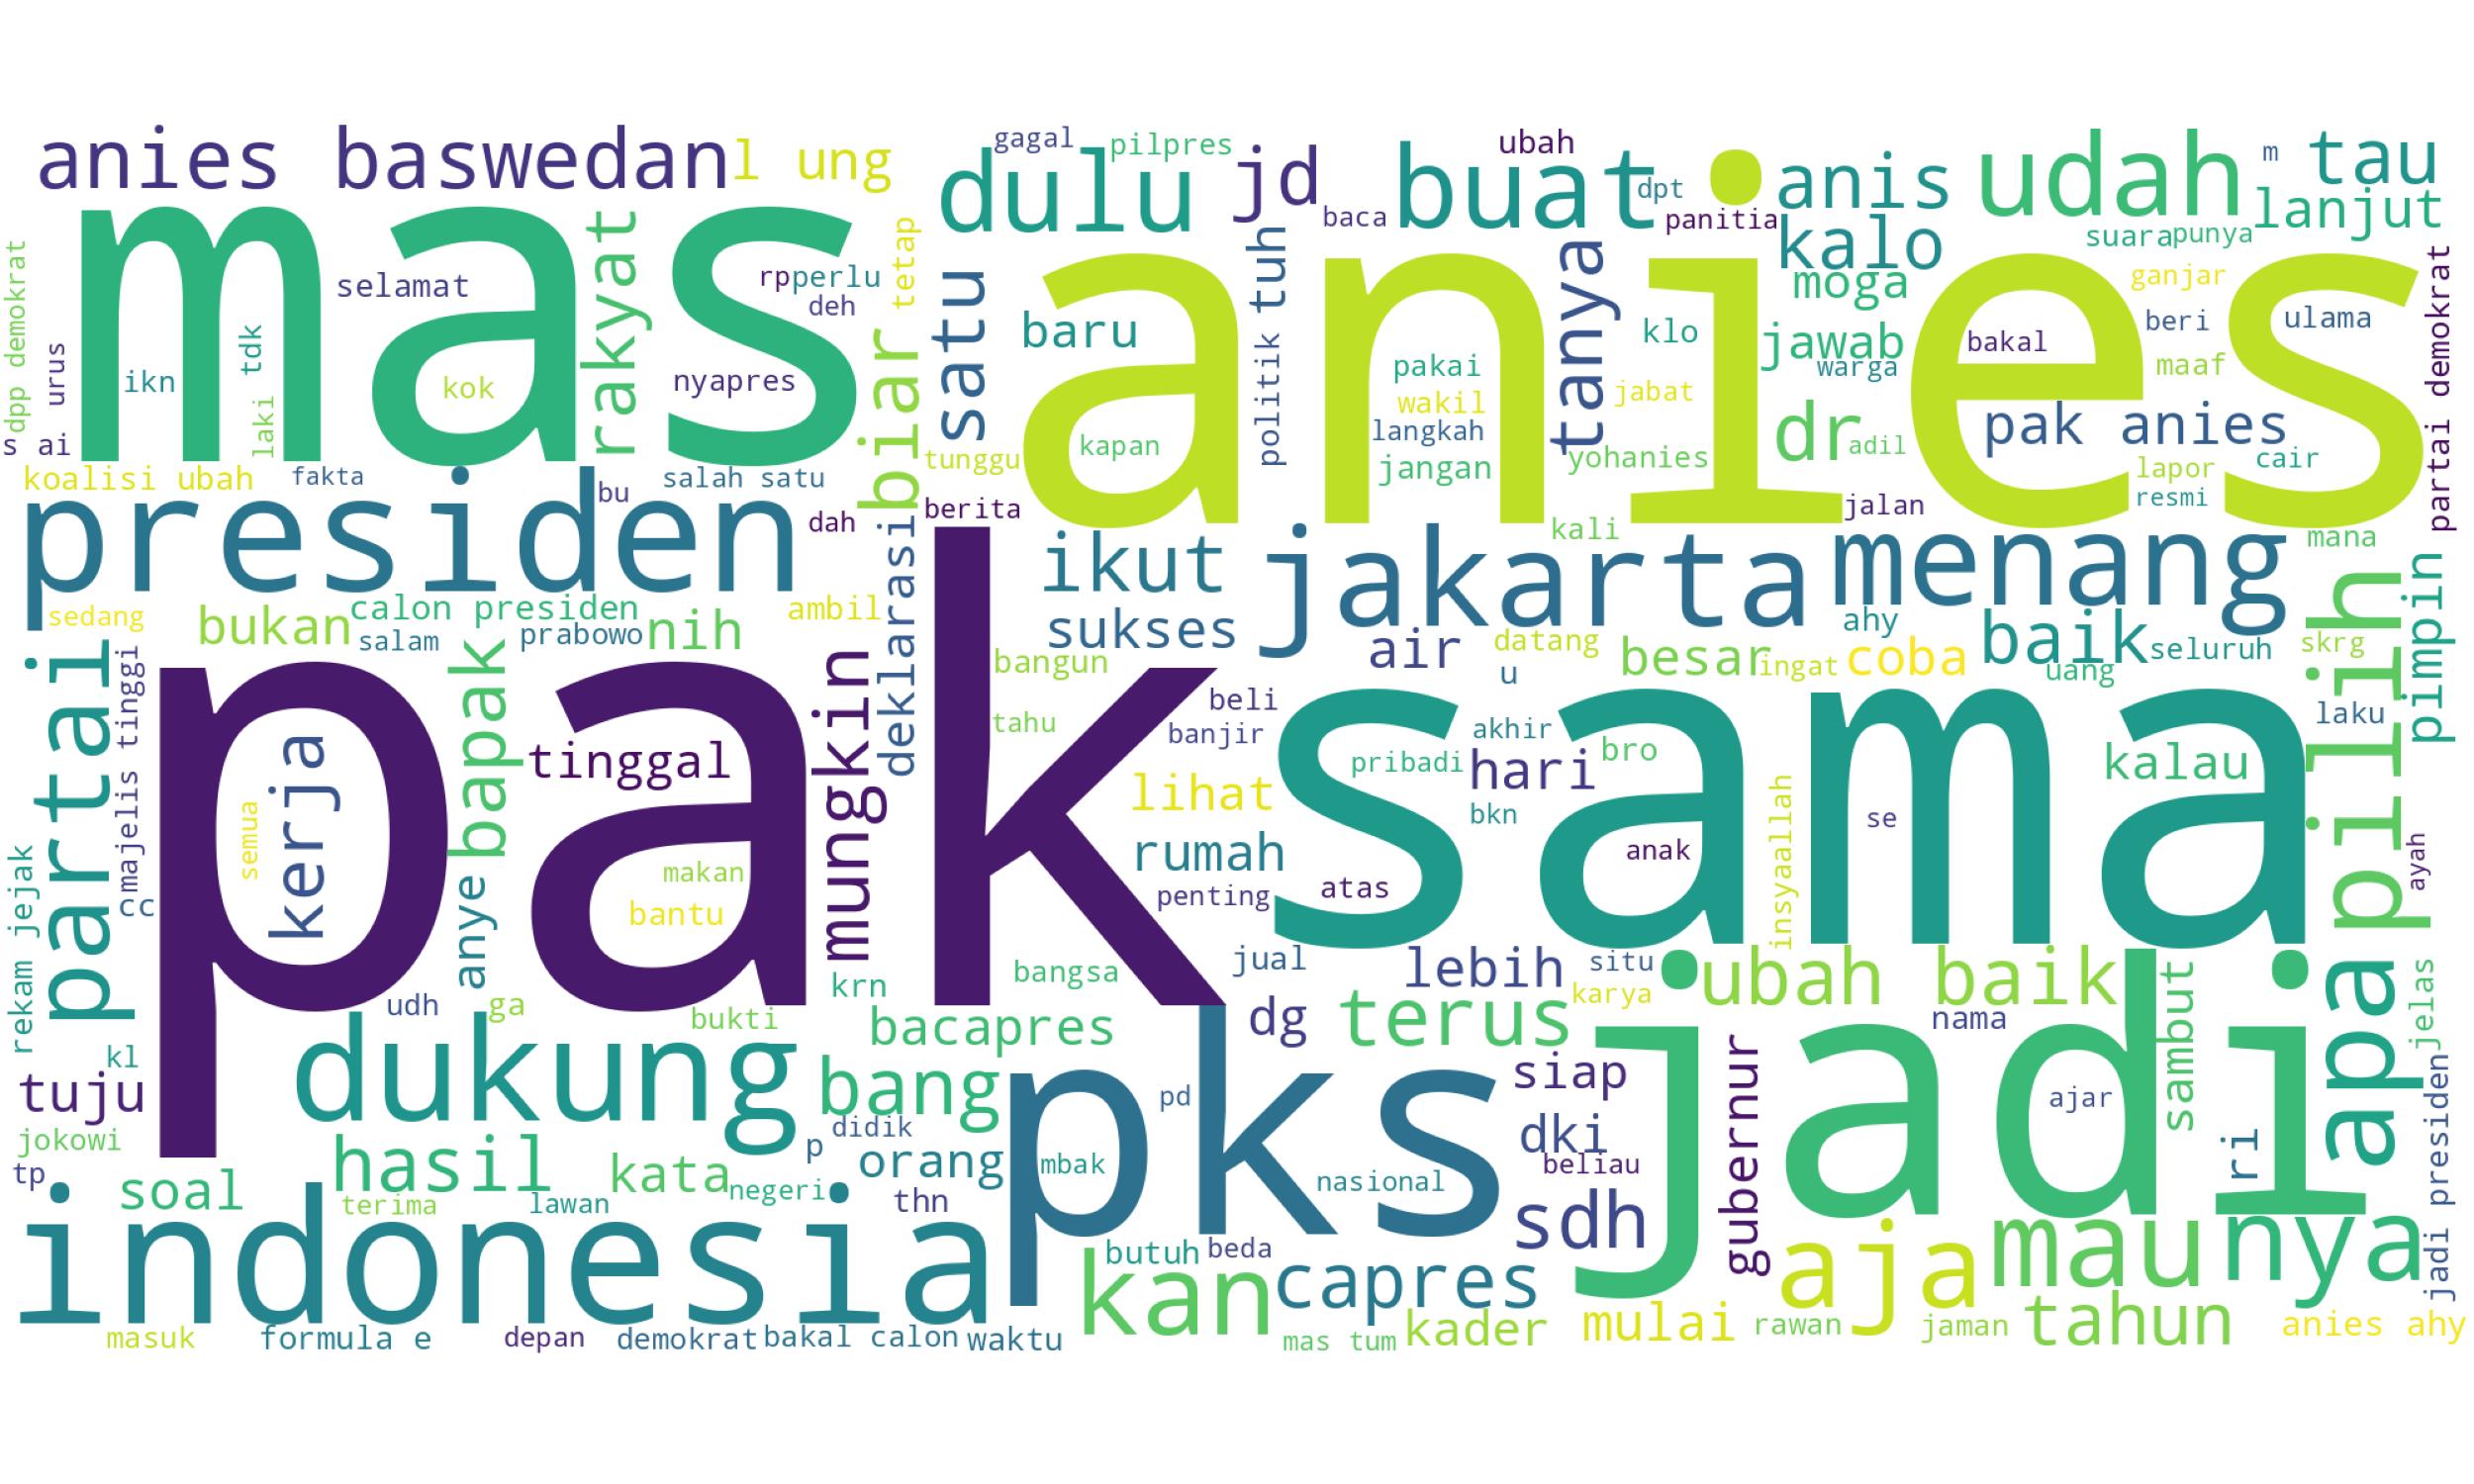 anies baswedan
l ung
gagal
pilpres
dulu
jd
buat
ubah
dpt
panitia
baca
anis
udah
m
tau
lanjut
kalo
suara
punya
mas
selamat
rakyat
rp
perlu
deh
tetap
satu
baru
tuh
politik
tanya
anies
moga
klo
jawab
warga
jabat
ganjar
beri
ulama
bakal
maaf
partai demokrat
dpp demokrat
urus
s ai
ikn
tdk
laki
kok
nyapres
biar
pakai
wakil
langkah
jangan
kapan
tunggu
yohanies
dr
adil
pak anies
lapor
cair
resmi
koalisi ubah
fakta
bu
salah satu
presiden
dah
berita
deklarasi
ikut
kali
jalan
jakarta
menang
mana
sedang
bukan
calon presiden
salam
prabowo
nih
ambil
sukses
air
datang
u
besar
ingat
coba
ahy
baik
uang
seluruh
skrg
pilih
pimpin
partai
majelis tinggi
pak
bapak
kerja
semua
tinggal
mungkin
bangun
tahu
beli
banjir
lihat
rumah
penting
sama
akhir
pribadi
hari
bro
bkn
anak
atas
insyaallah
se
kalau
laku
ayah
rekam jejak
cc
anye
makan
bantu
udh
ga
bukti
krn
bangsa
jual
lebih
situ
karya
ubah baik
sambut
apa
jelas
kl
tuju
jokowi
tp
dukung
bacapres
bang
dg
terus
siap
nama
jadi
ajar
ri
jadi presiden
gubernur
dki
beliau
pks
pd
mbak
nasional
didik
p
orang
hasil
kata
negeri
soal
terima
lawan
thn
sdh
indonesia
butuh
beda
kan
capres
aja
mau
nya
masuk
formula e
depan
demokrat
bakal calon
waktu
mas tum
kader
mulai
rawan
jaman
tahun
anies ahy